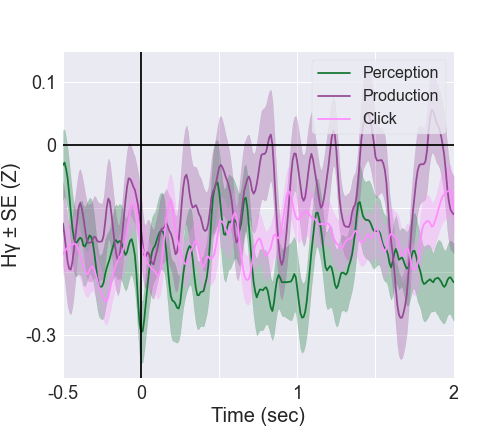 Perception
Production
Click
0.1
0
-0.3
Hγ ± SE (Z)
-0.5
0
1
2
Time (sec)